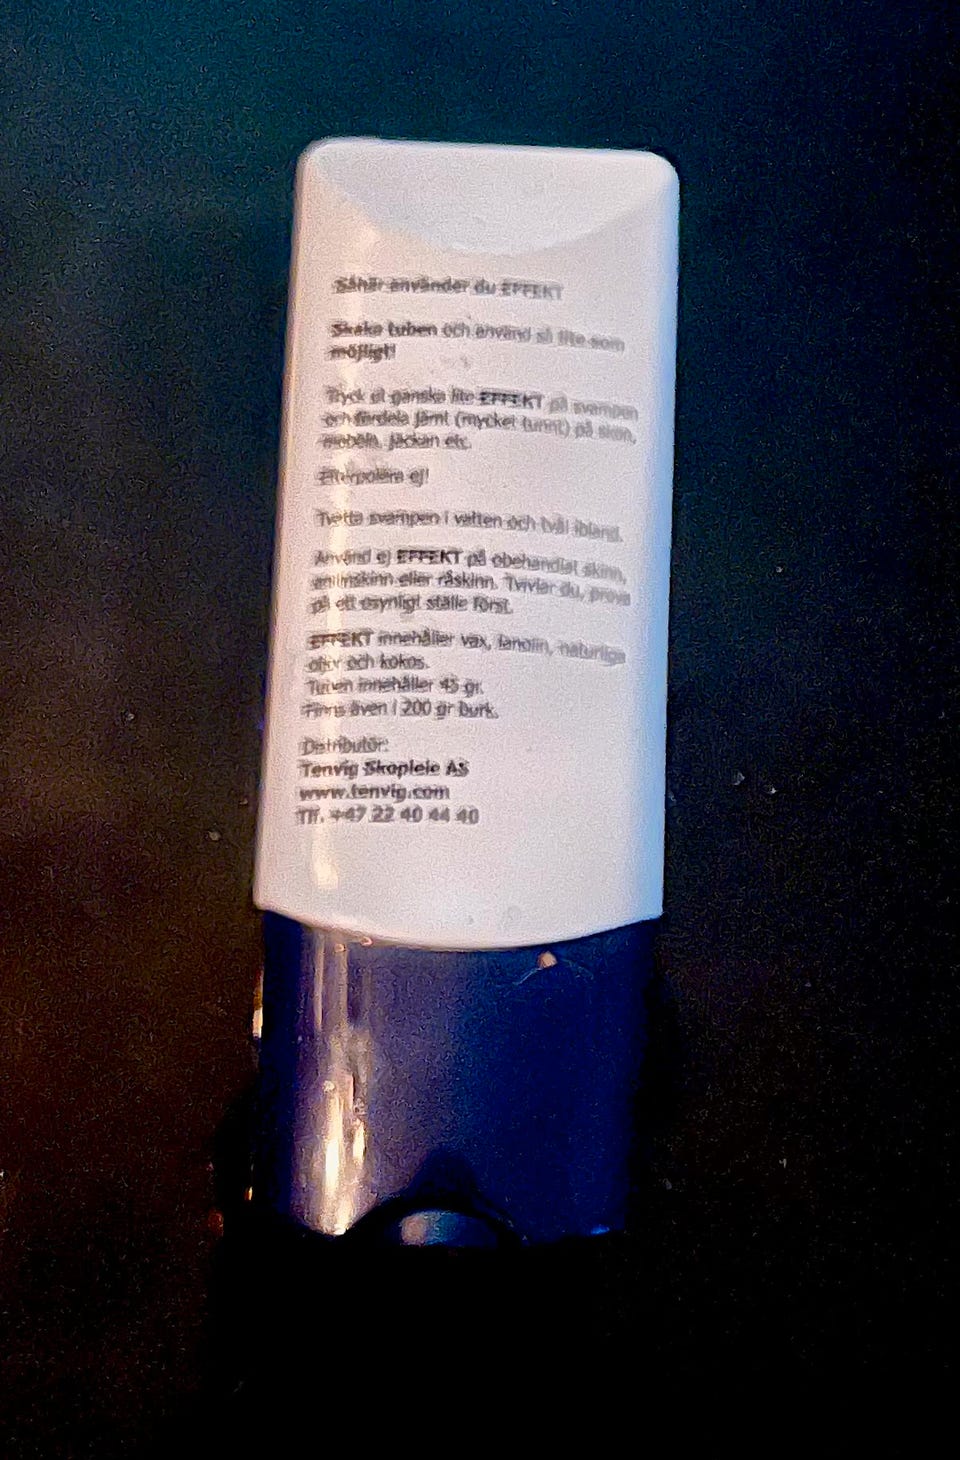 Såhär använder du EFFEKT
Skaka tuben och använd så lite som
möjligt!
Tryck ut ganska lite EFFEKT på svampen
och fördela jämt (mycket tunnt) på skon,
möbeln, jackan etc.
Efterpolera ej!
Tvätta svampen i vatten och tvål ibland.
Använd ej EFFEKT på obehandlat skinn,
anilinskinn eller råskinn. Tvivlar du, prova
på ett osynligt ställe först.
EFFEKT innehåller vax, lanolin, naturliga
oljor och kokos.
Tuben innehåller 45 gr.
Finns även i 200 gr burk.
Distributör:
Tenvig Skopleie AS
www.tenvig.com
Tlf. +47 22 40 44 40